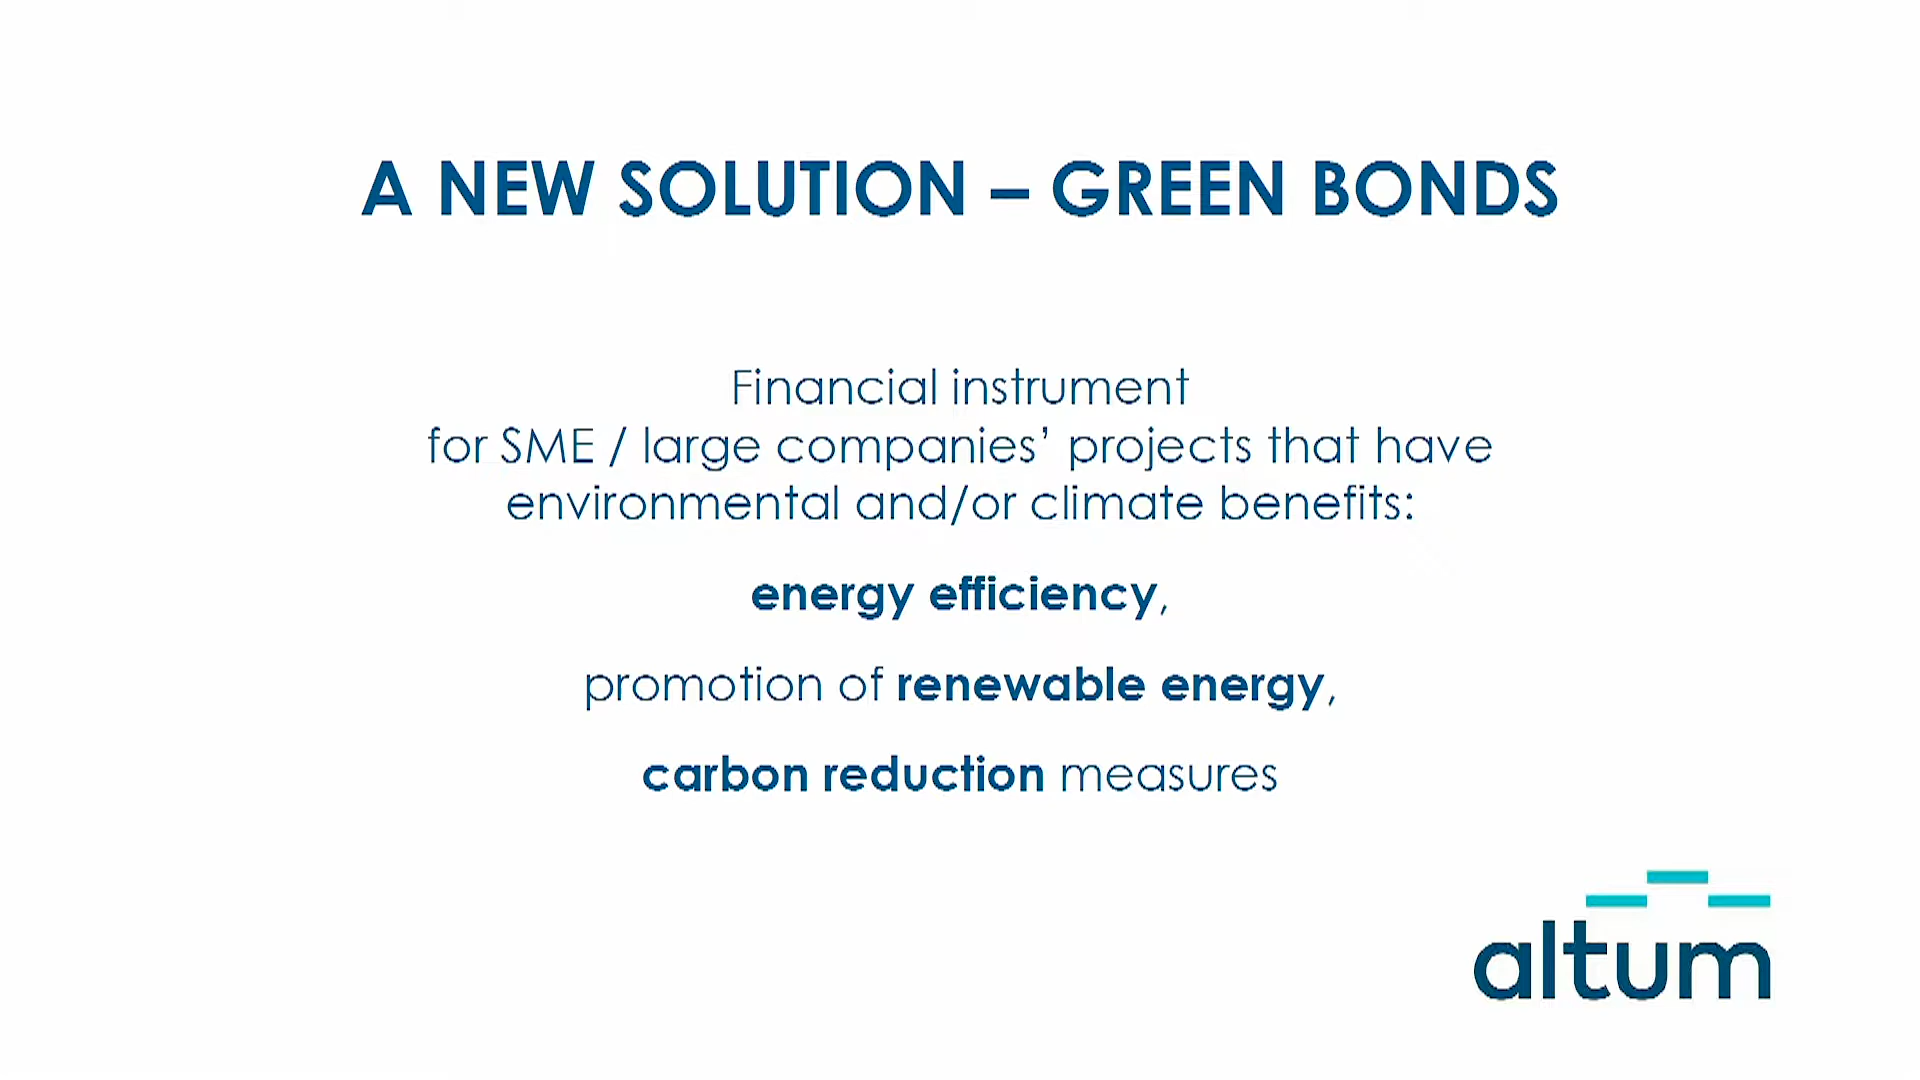 A NEW SOLUTION – GREEN BONDS
Financial instrument
for SME / large companies’ projects that have
environmental and/or climate benefits:
energy efficiency,
promotion of renewable energy,
carbon reduction measures
altum